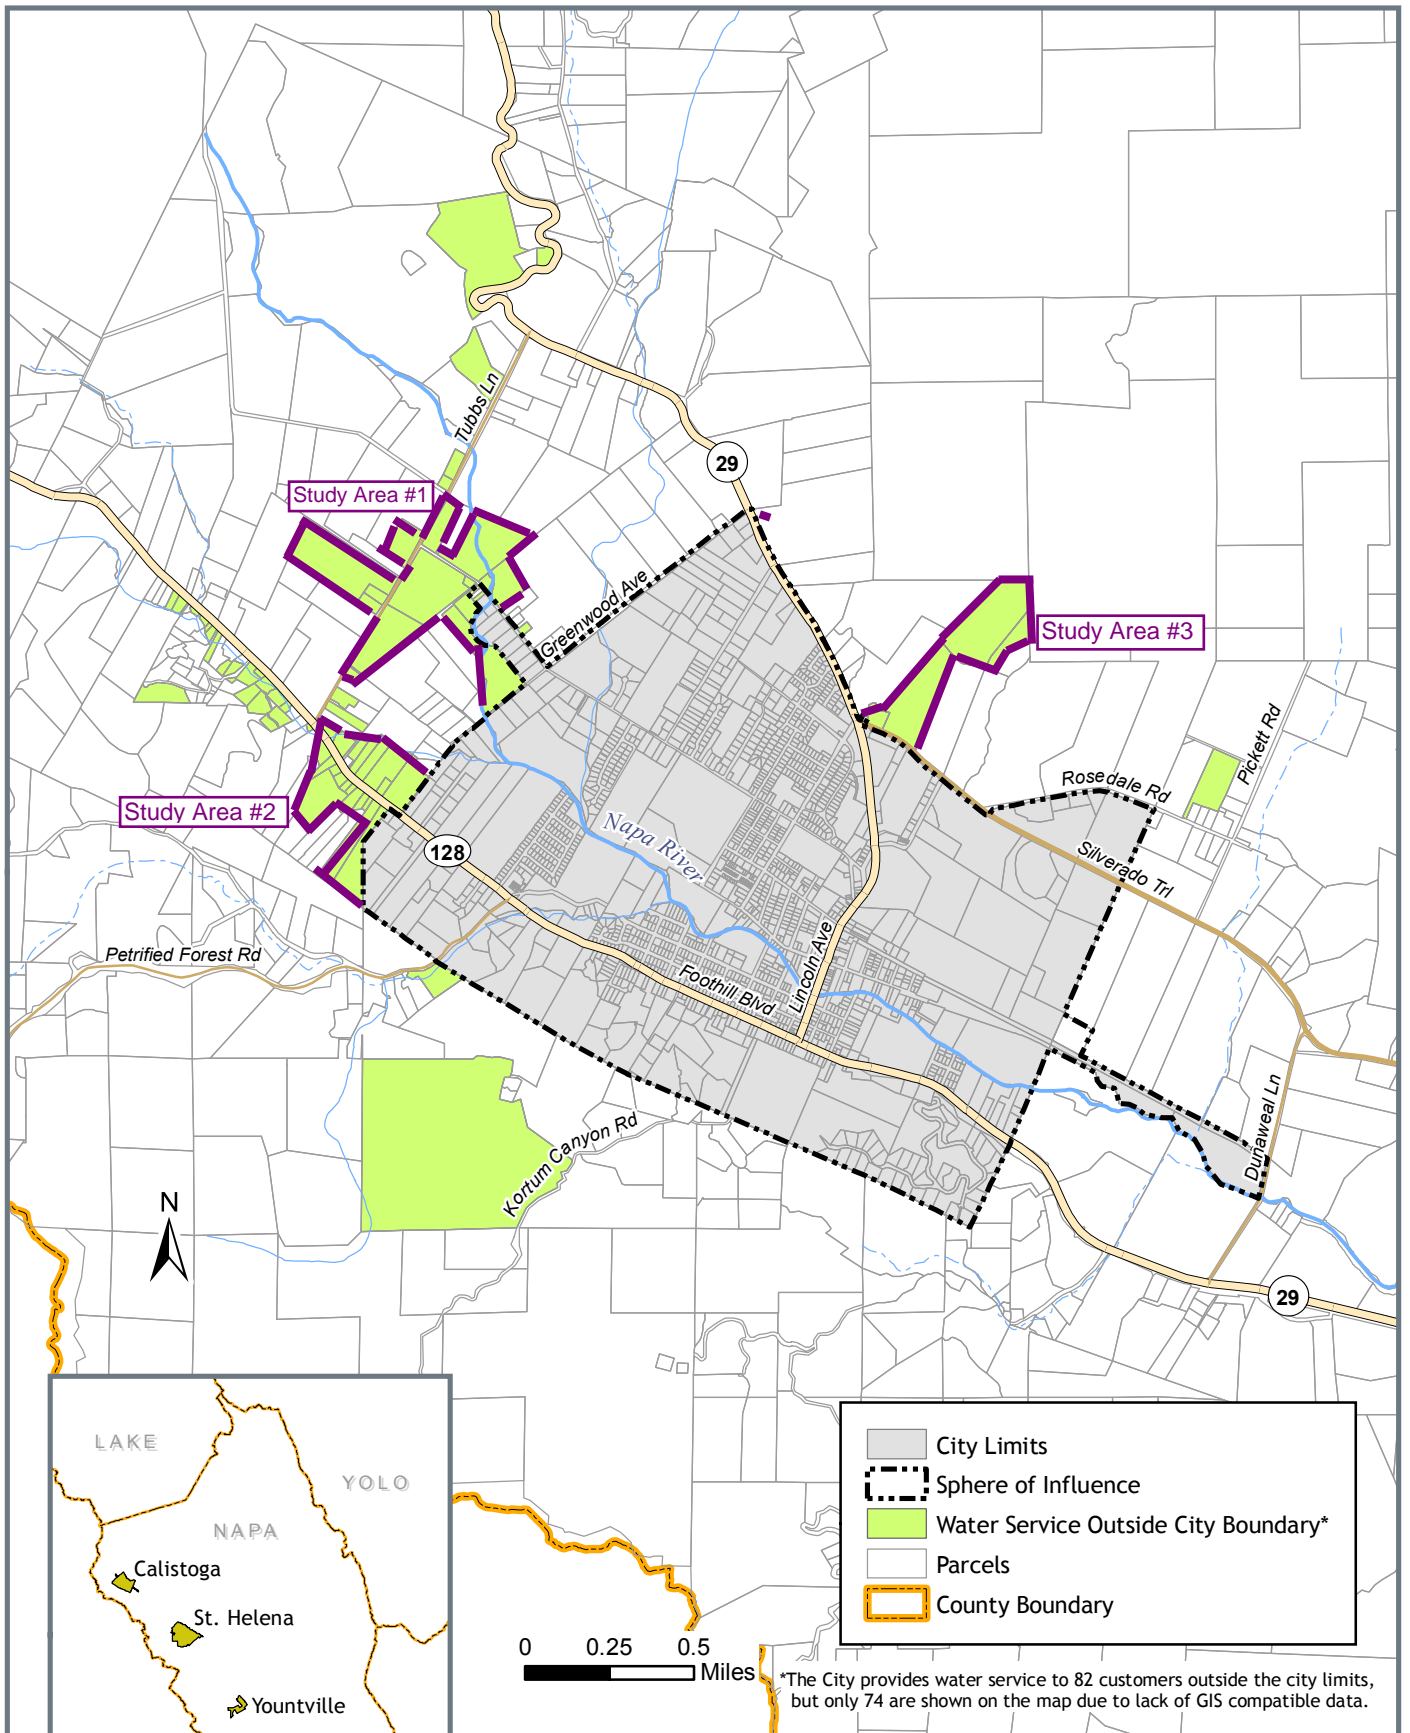 Tubbs Ln
29
Study Area #1
Greenwood Ave
Study Area #3
Pickett Rd
Rosedale Rd
Study Area #2
128
Napa River
Silverado Trl
Petrified Forest Rd
Foothill Blvd
Lincoln Ave
Dunaweal Ln
Kortum Canyon Rd
N
29
LAKE
YOLO
NAPA
Calistoga
St. Helena
Yountville
City Limits
Sphere of Influence
Water Service Outside City Boundary*
Parcels
County Boundary
0 0.25 0.5
Miles
*The City provides water service to 82 customers outside the city limits,
but only 74 are shown on the map due to lack of GIS compatible data.